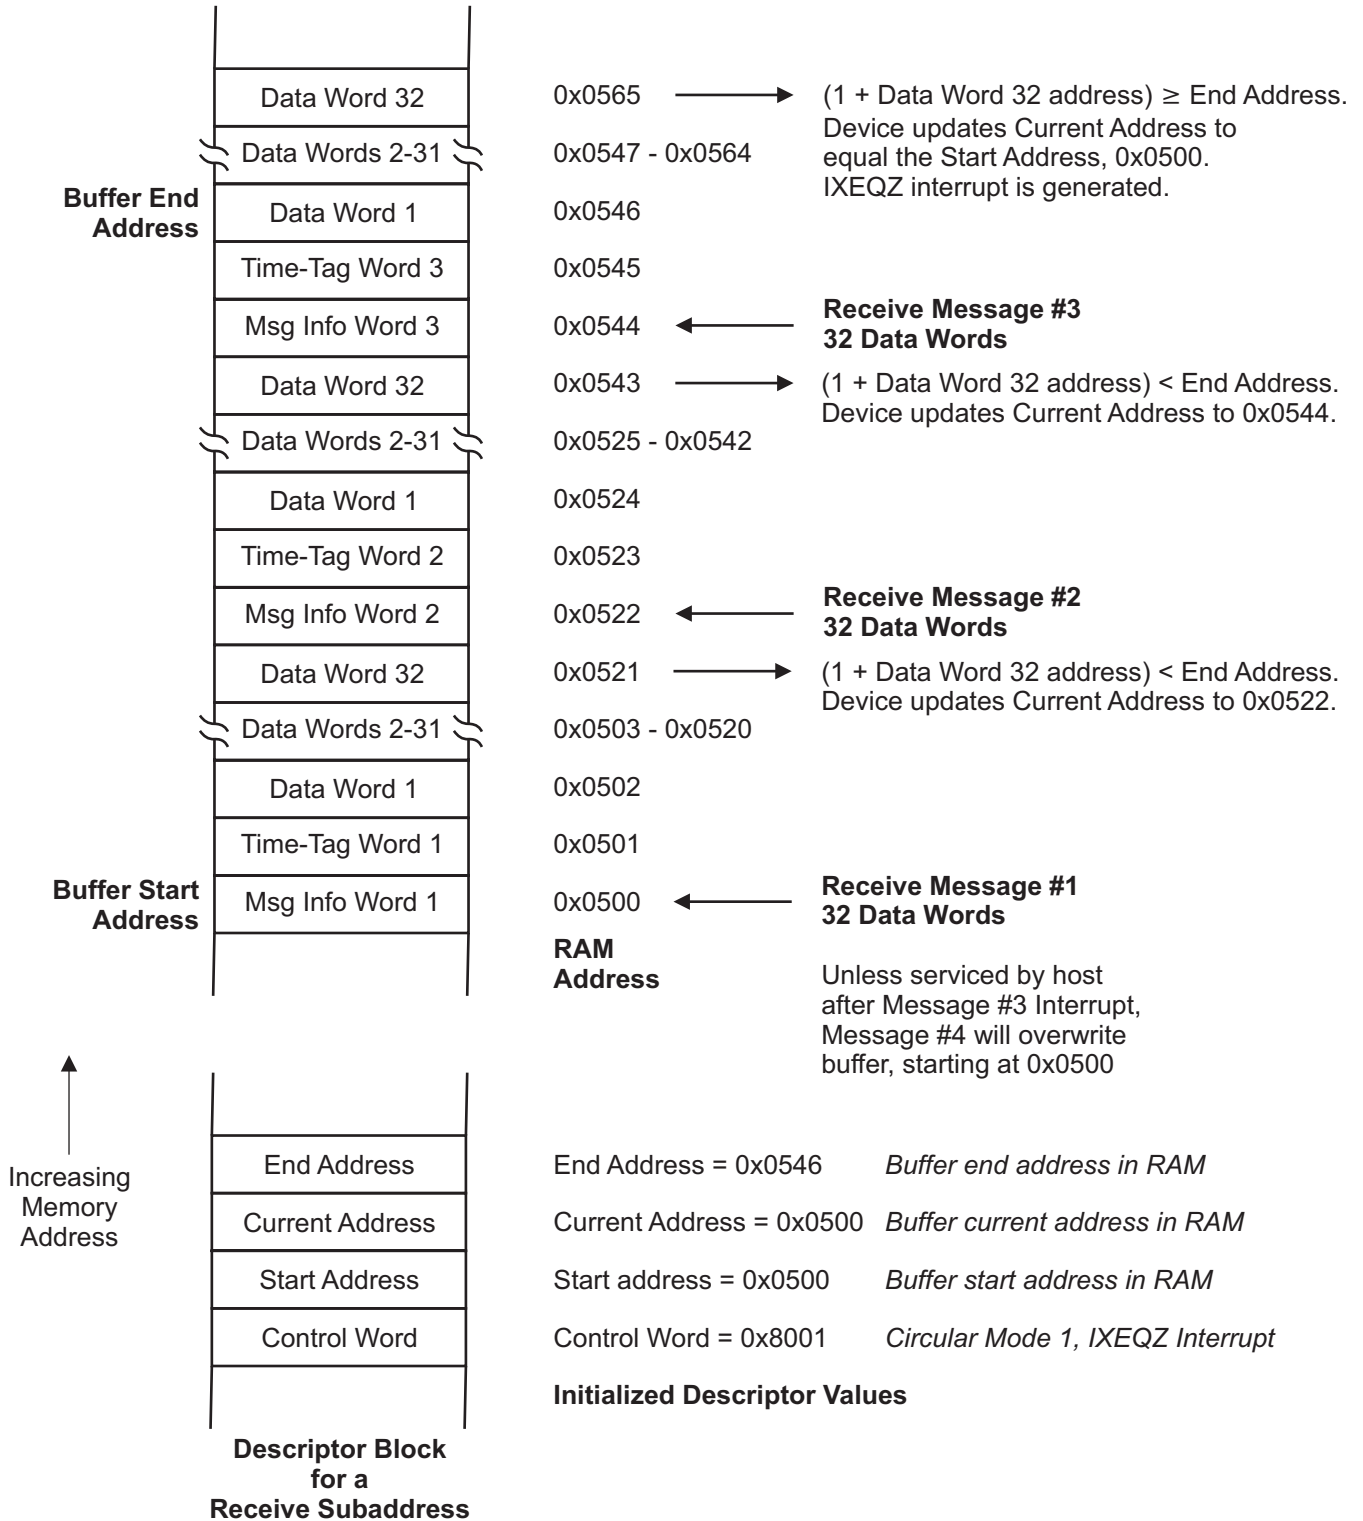 Data Word 32
0x0565
(1 + Data Word 32 address) ≥ End Address.
Device updates Current Address to
equal the Start Address, 0x0500.
IXEQZ interrupt is generated.
Data Words 2-31
0x0547 - 0x0564
Buffer End
Address
Data Word 1
0x0546
Time-Tag Word 3
0x0545
Msg Info Word 3
0x0544
Receive Message #3
32 Data Words
Data Word 32
0x0543
(1 + Data Word 32 address) < End Address.
Device updates Current Address to 0x0544.
Data Words 2-31
0x0525 - 0x0542
Data Word 1
0x0524
Time-Tag Word 2
0x0523
Msg Info Word 2
0x0522
Receive Message #2
32 Data Words
Data Word 32
0x0521
(1 + Data Word 32 address) < End Address.
Device updates Current Address to 0x0522.
Data Words 2-31
0x0503 - 0x0520
Data Word 1
0x0502
Time-Tag Word 1
0x0501
Buffer Start
Address
Msg Info Word 1
0x0500
Receive Message #1
32 Data Words
RAM
Address
Unless serviced by host
after Message #3 Interrupt,
Message #4 will overwrite
buffer, starting at 0x0500
Increasing
Memory
Address
End Address
End Address = 0x0546
Buffer end address in RAM
Current Address
Current Address = 0x0500
Buffer current address in RAM
Start Address
Start address = 0x0500
Buffer start address in RAM
Control Word
Control Word = 0x8001
Circular Mode 1, IXEQZ Interrupt
Initialized Descriptor Values
Descriptor Block
for a
Receive Subaddress